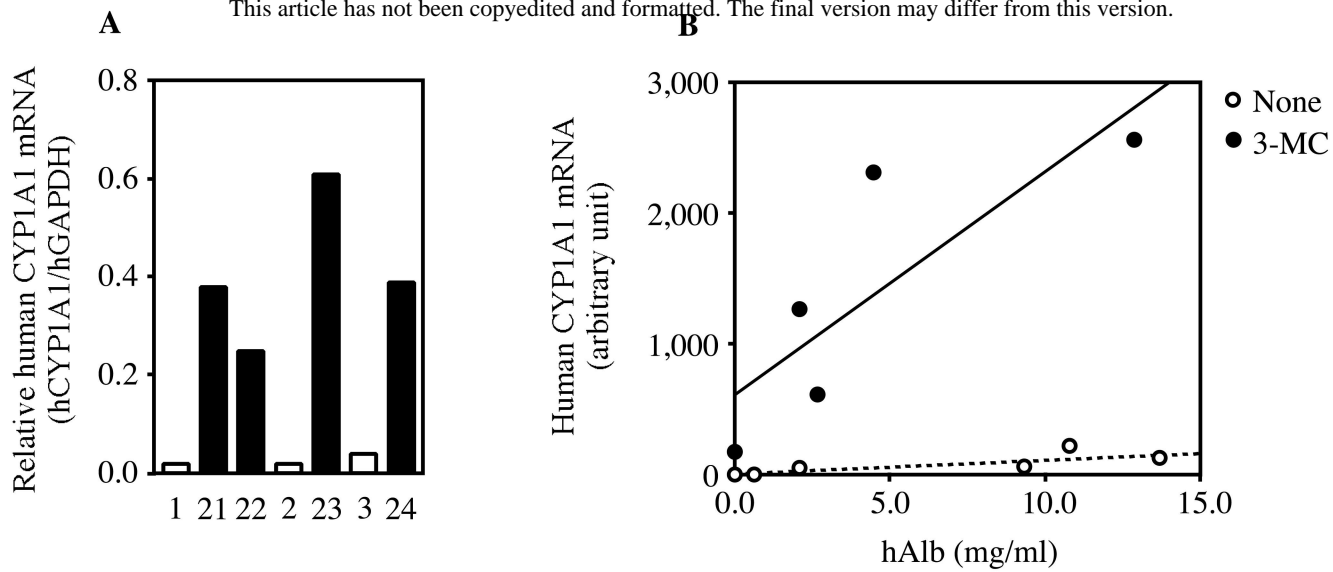 This article has not been copyedited and formatted. The final version may differ from this version.
A
B
Relative human CYP1A1 mRNA
(hCYP1A1/hGAPDH)
0.8
0.6
0.4
0.2
0.0
1 21 22 2 23 3 24
Human CYP1A1 mRNA
(arbitrary unit)
3,000
2,000
1,000
0
0.0 5.0 10.0 15.0
hAlb (mg/ml)
None
3-MC